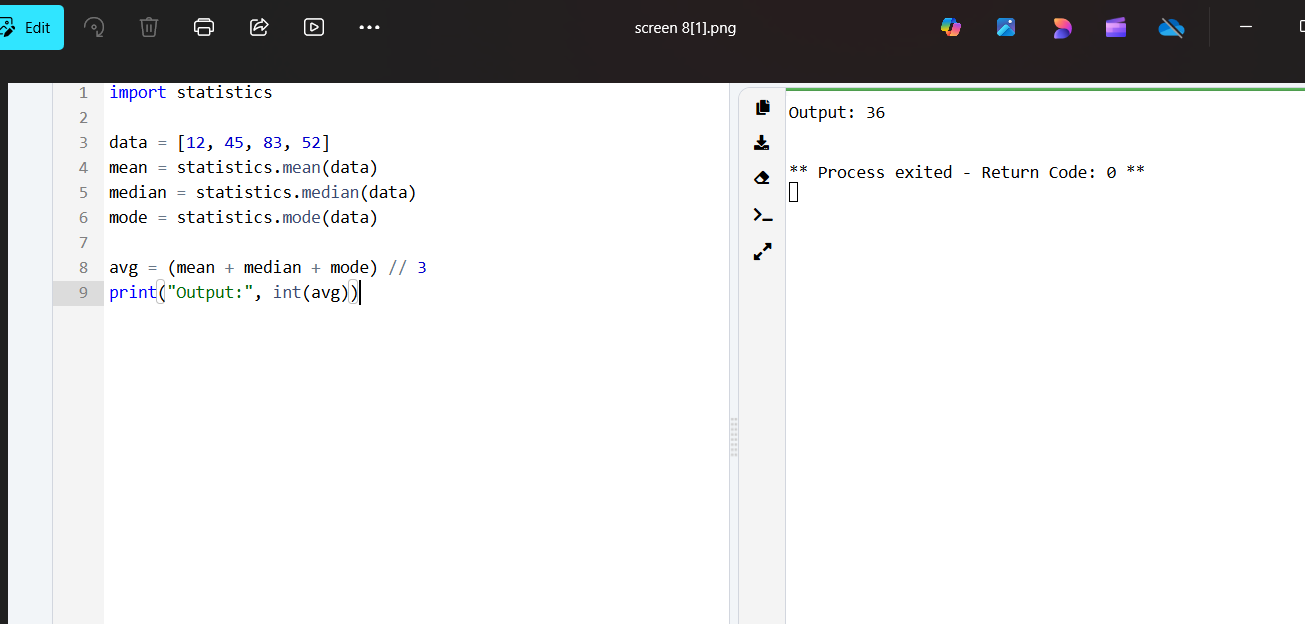 Edit
screen 8[1].png
1 import statistics
2
3 data = [12, 45, 83, 52]
4 mean = statistics.mean(data)
5 median = statistics.median(data)
6 mode = statistics.mode(data)
7
8 avg = (mean + median + mode) // 3
9 print("Output:", int(avg))
Output: 36
** Process exited - Return Code: 0 **